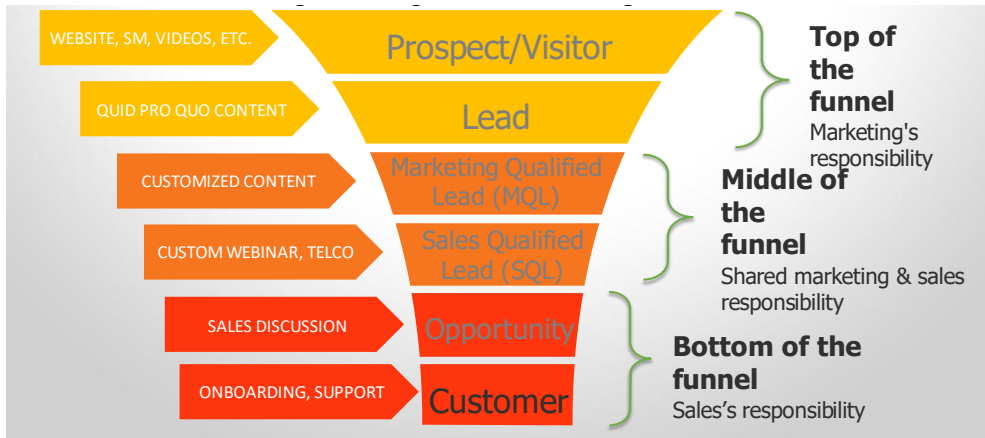 WEBSITE, SM, VIDEOS, ETC.
Prospect/Visitor
QUID PRO QUO CONTENT
Lead
Top of
the
funnel
Marketing's
responsibility
CUSTOMIZED CONTENT
Marketing Qualified
Lead (MQL)
CUSTOM WEBINAR, TELCO
Sales Qualified
Lead (SQL)
Middle of
the
funnel
Shared marketing & sales
responsibility
SALES DISCUSSION
Opportunity
ONBOARDING, SUPPORT
Customer
Bottom of the
funnel
Sales’s responsibility